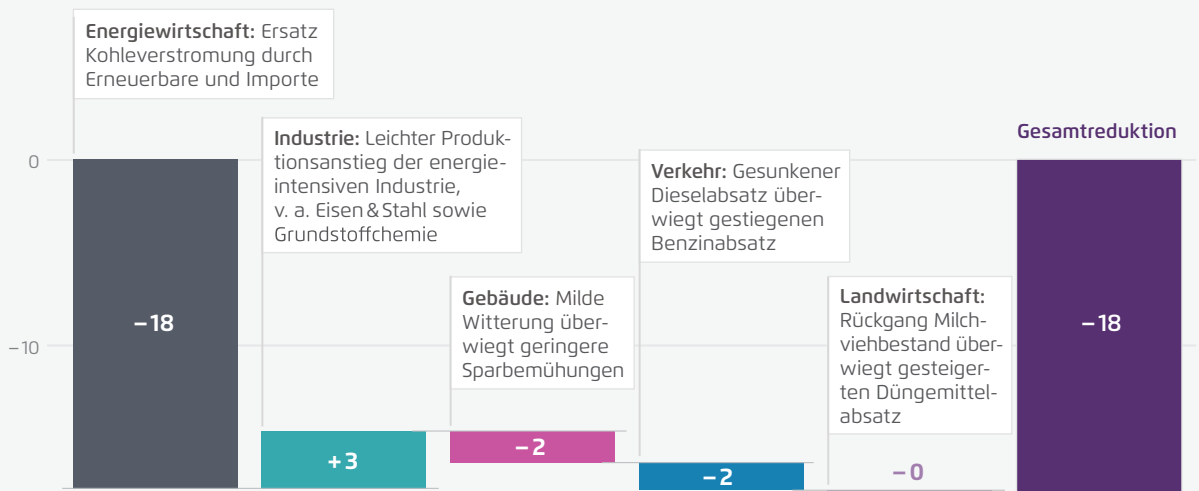 Energiewirtschaft: Ersatz
Kohleverstromung durch
Erneuerbare und Importe
Industrie: Leichter Produk-
tionsanstieg der energie-
intensiven Industrie,
v. a. Eisen & Stahl sowie
Grundstoffchemie
Gebäude: Milde
Witterung über-
wiegt geringere
Sparbemühungen
Verkehr: Gesunkener
Dieselabsatz über-
wiegt gestiegenen
Benzinabsatz
Landwirtschaft:
Rückgang Milch-
viehbestand über-
wiegt gesteiger-
ten Düngemittel-
absatz
Gesamtreduktion
0
–10
–18
+3
–2
–2
–0
–18